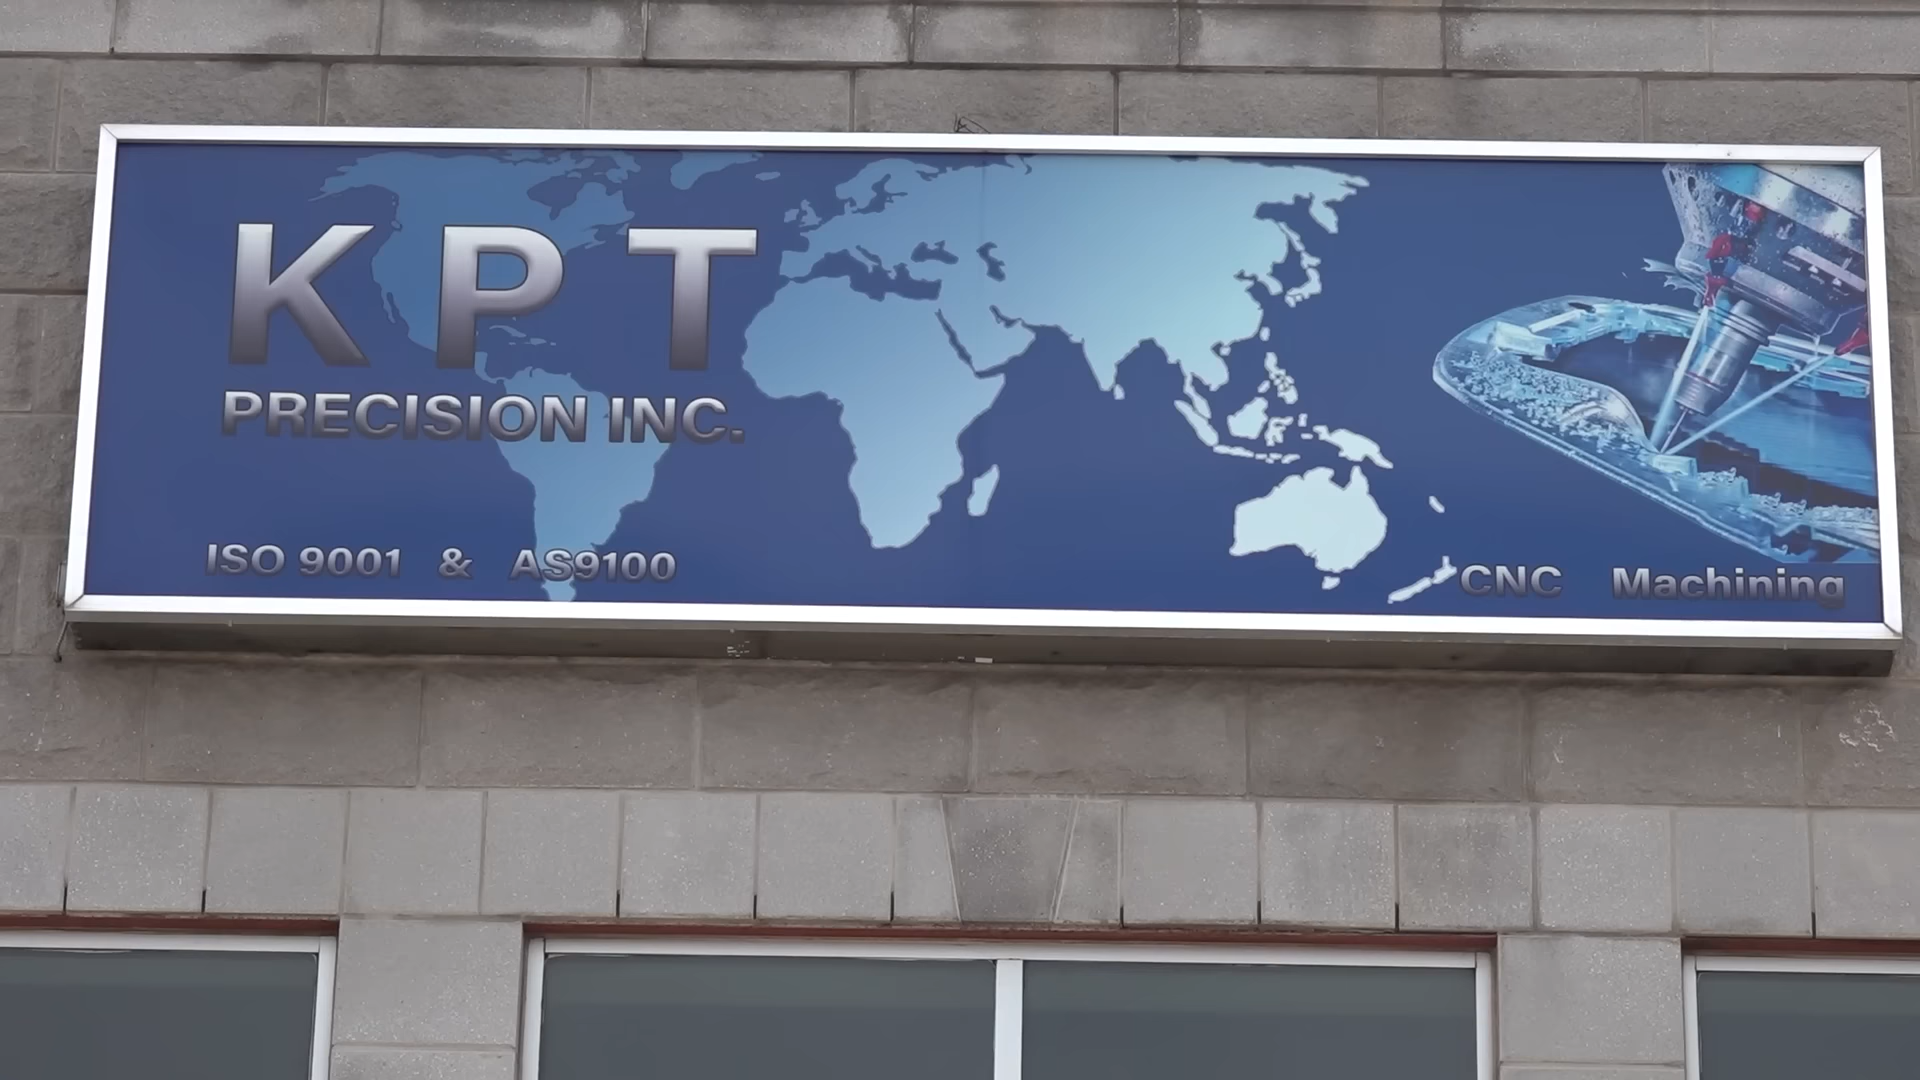 KPT
PRECISION INC.
ISO 9001 & AS9100
CNC Machining